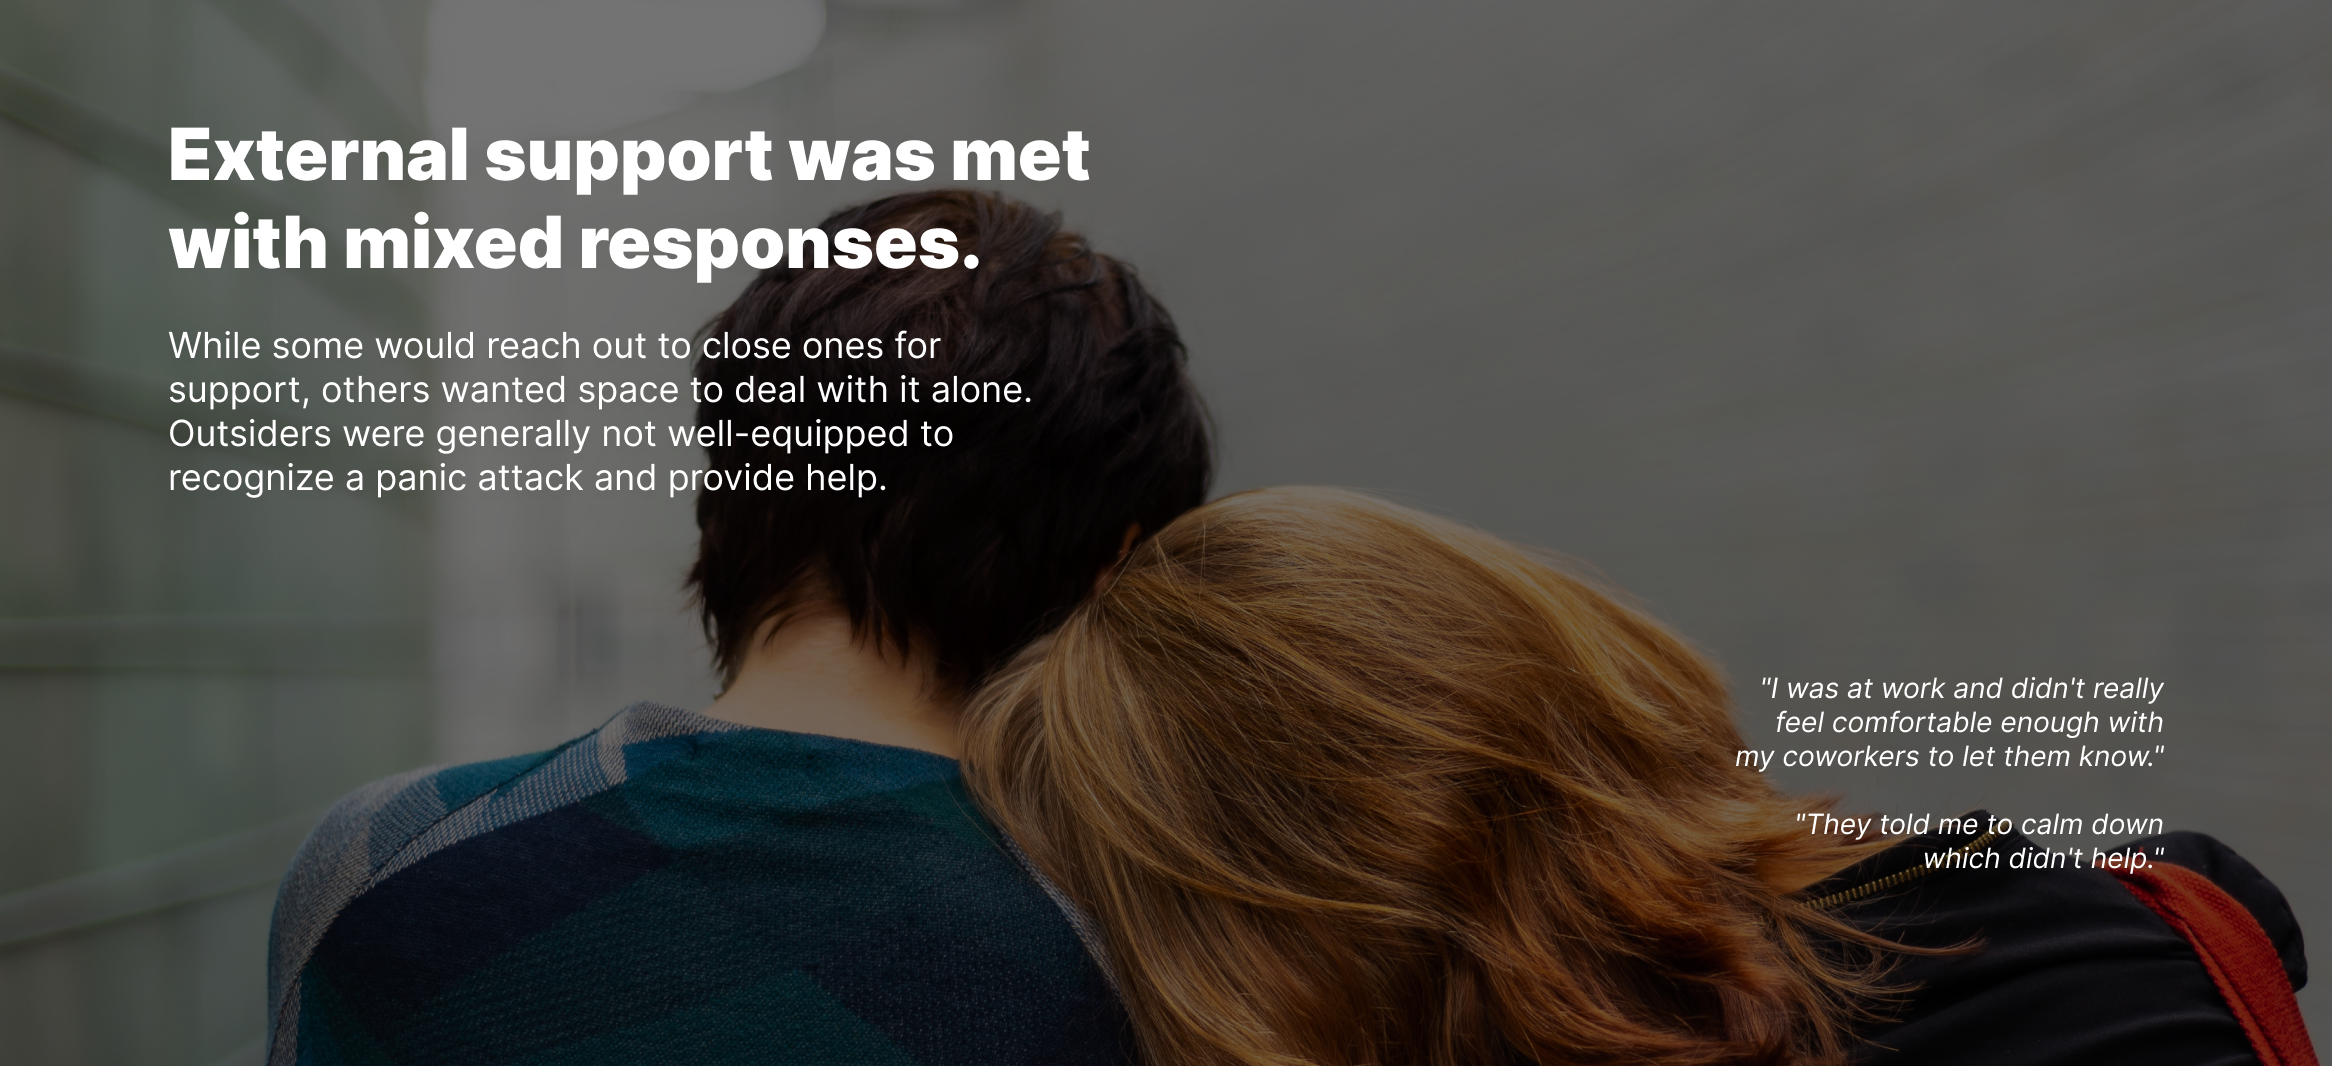 External support was met
with mixed responses.
While some would reach out to close ones for
support, others wanted space to deal with it alone.
Outsiders were generally not well-equipped to
recognize a panic attack and provide help.
"I was at work and didn't really
feel comfortable enough with
my coworkers to let them know."
"They told me to calm down
which didn't help."